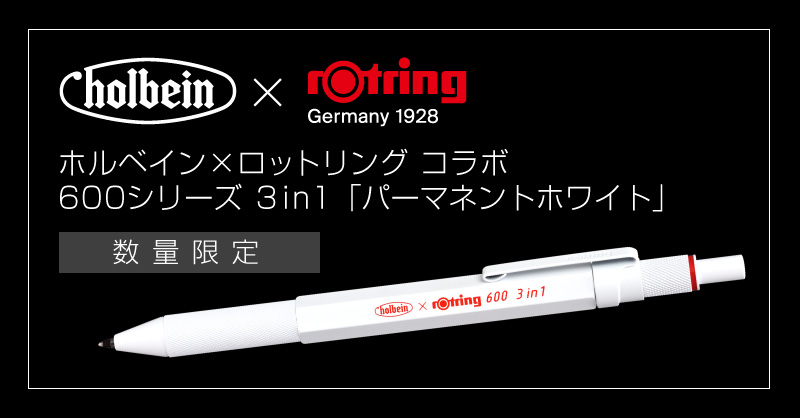 holbein × rotring
Germany 1928
ホルベイン×ロットリング コラボ
600シリーズ 3in1「パーマネントホワイト」
数量限定
holbein × rotring 600 3in1